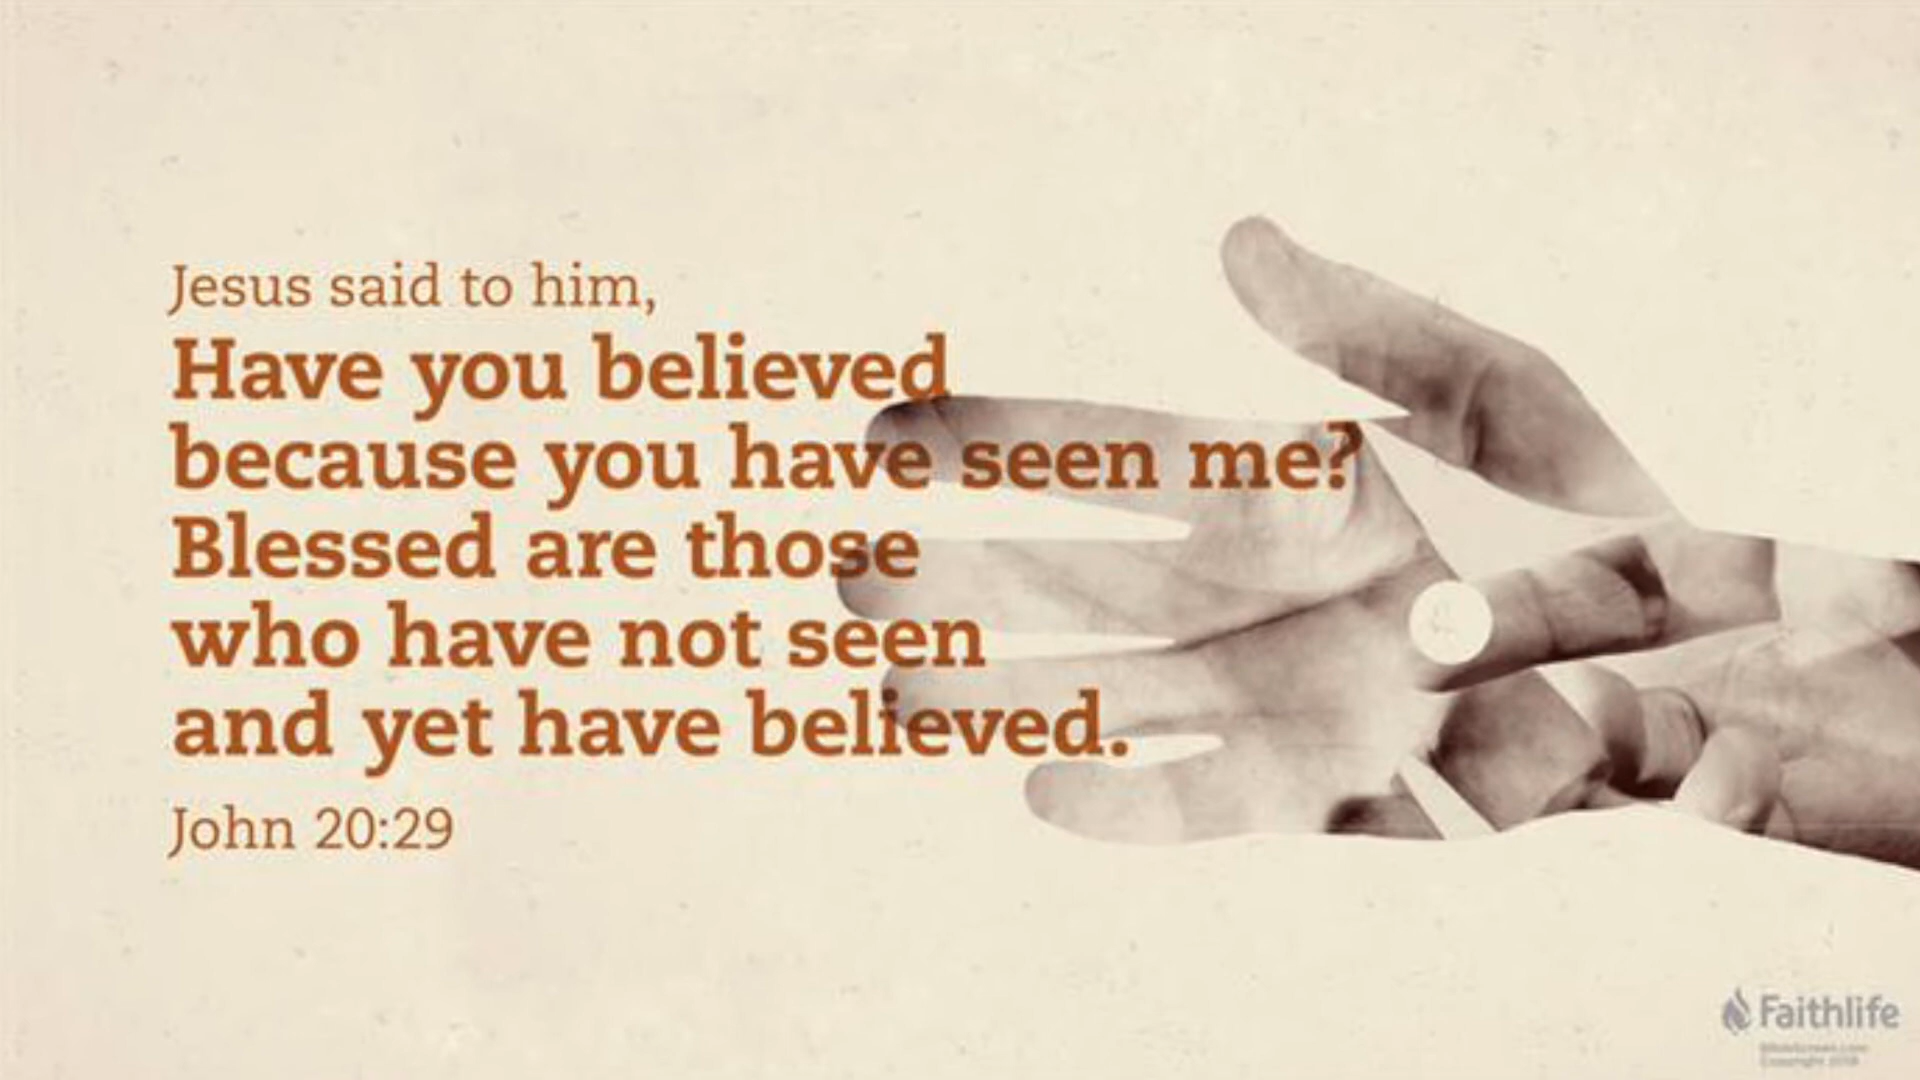 Jesus said to him,
Have you believed
because you have seen me?
Blessed are those
who have not seen
and yet have believed.
John 20:29
Faithlife